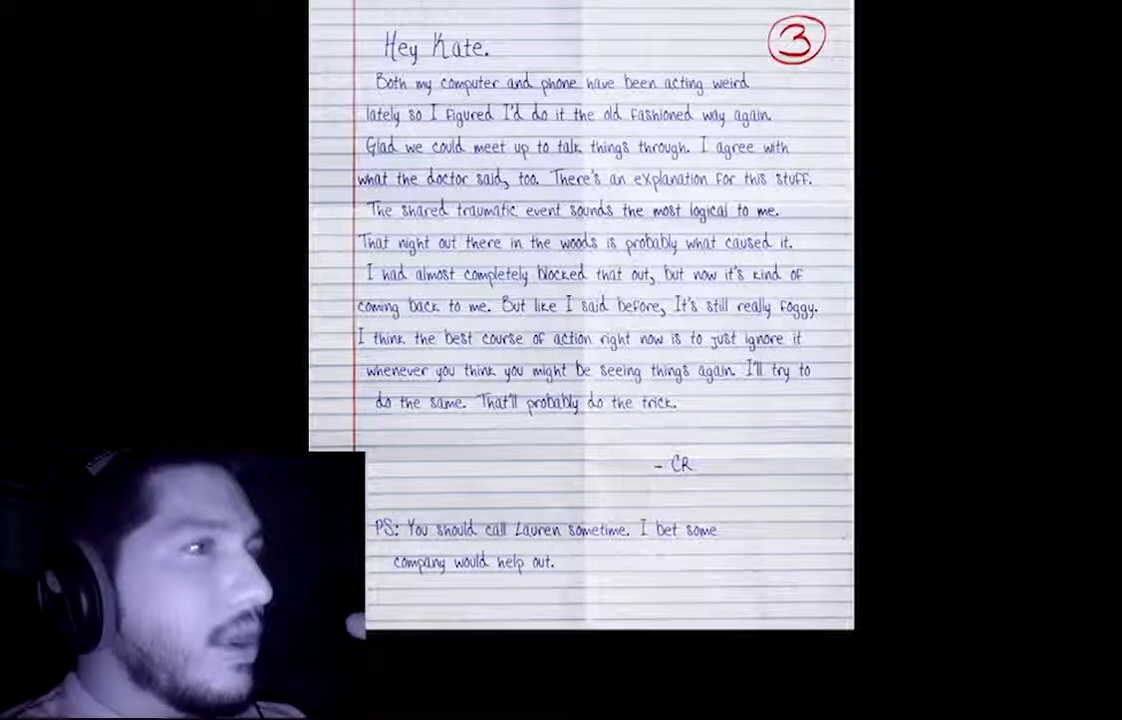 3
Hey Kate.
Both my computer and phone have been acting weird
lately so I figured I'd do it the old fashioned way again.
Glad we could meet up to talk things through. I agree with
what the doctor said, too. There's an explanation for this stuff.
The shared traumatic event sounds the most logical to me.
That night out there in the woods is probably what caused it.
I had almost completely blocked that out, but now it's kind of
coming back to me. But like I said before, It's still really foggy.
I think the best course of action right now is to just ignore it
whenever you think you might be seeing things again. I'll try to
do the same. That'll probably do the trick.
- CR
PS: You should call Lauren sometime. I bet some
company would help out.